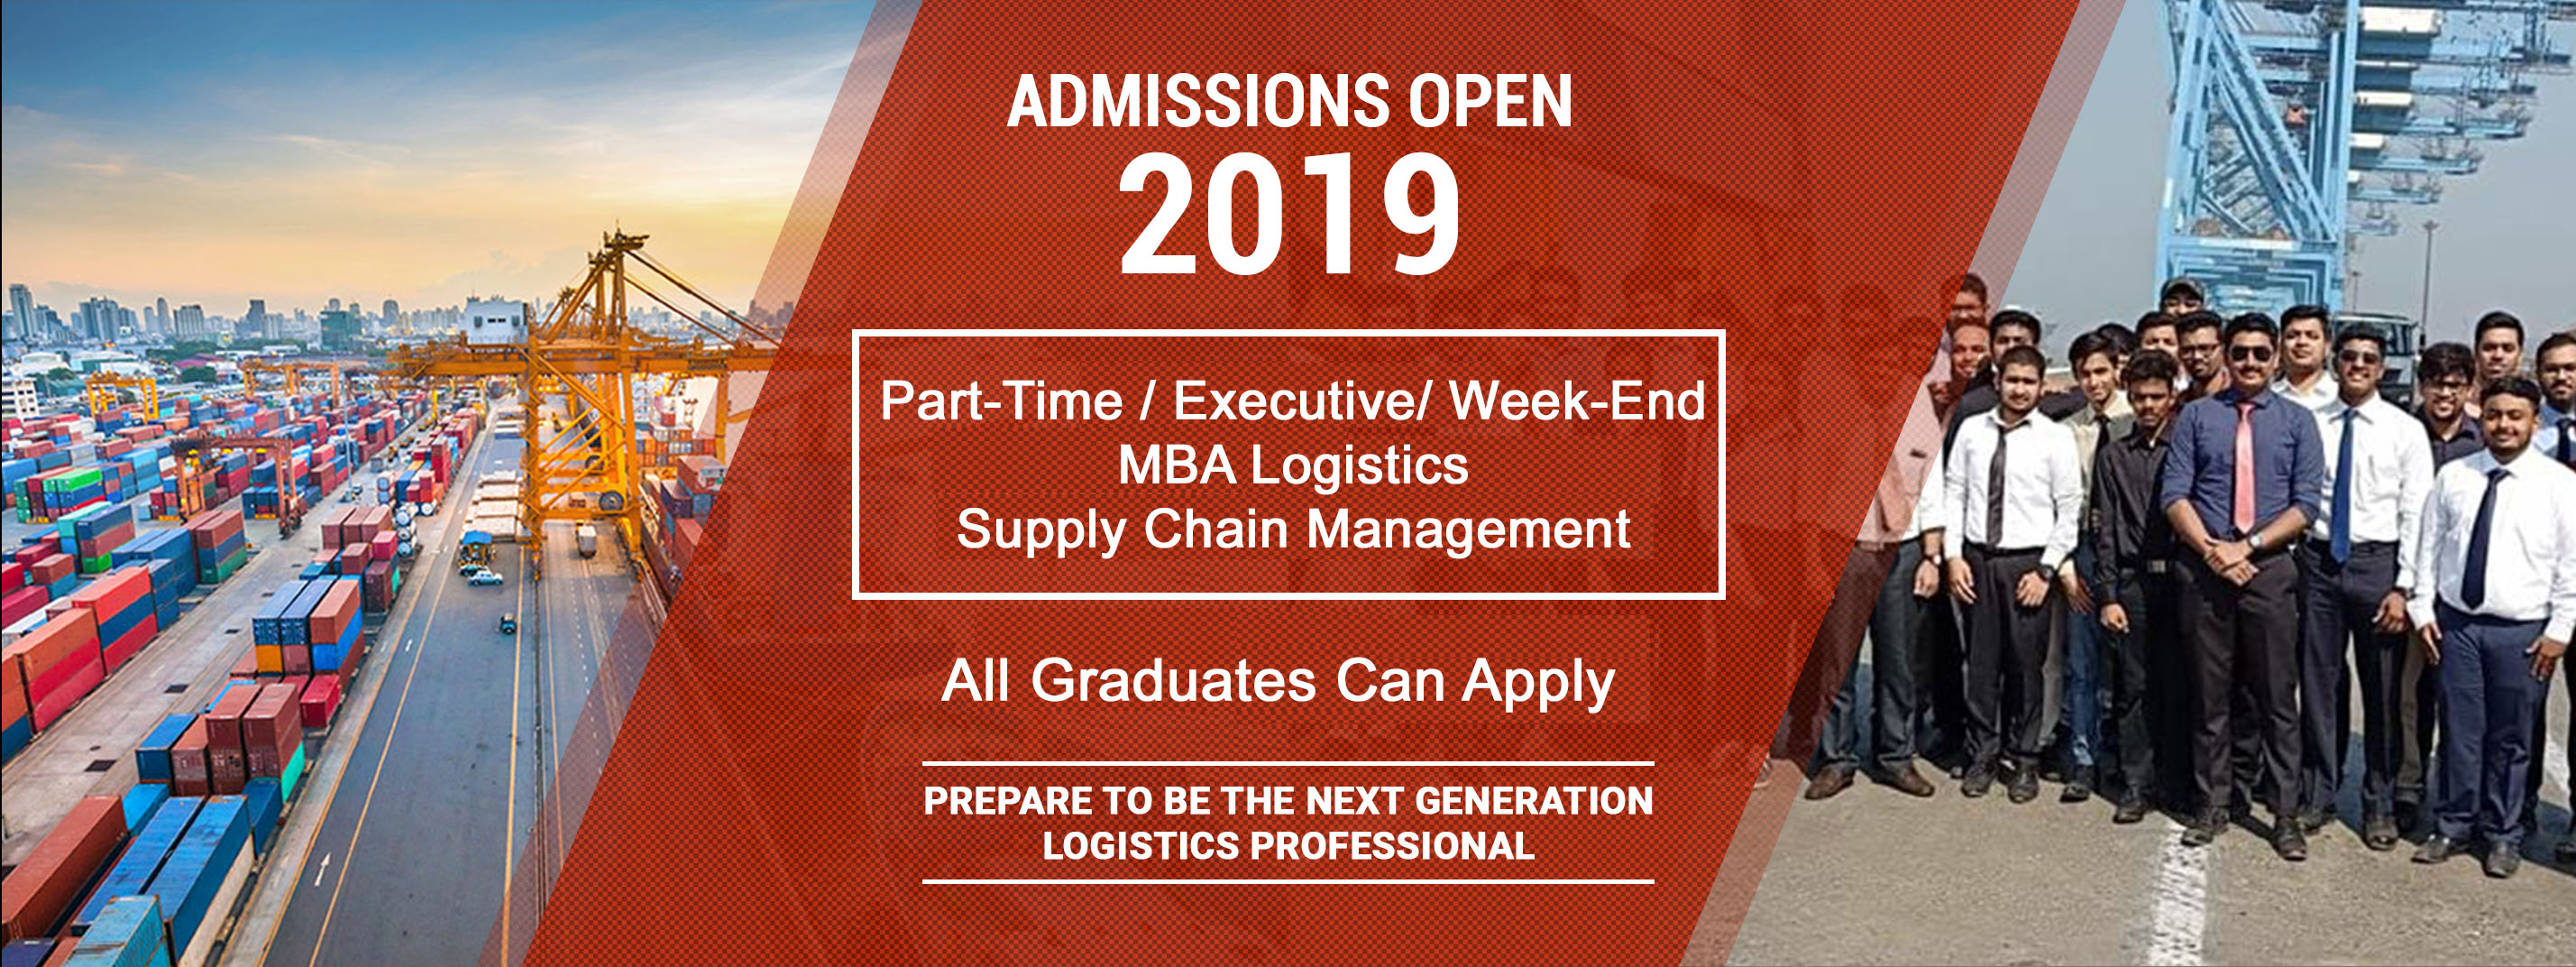 ADMISSIONS OPEN
2019
Part-Time / Executive/ Week-End
MBA Logistics
Supply Chain Management
All Graduates Can Apply
PREPARE TO BE THE NEXT GENERATION
LOGISTICS PROFESSIONAL